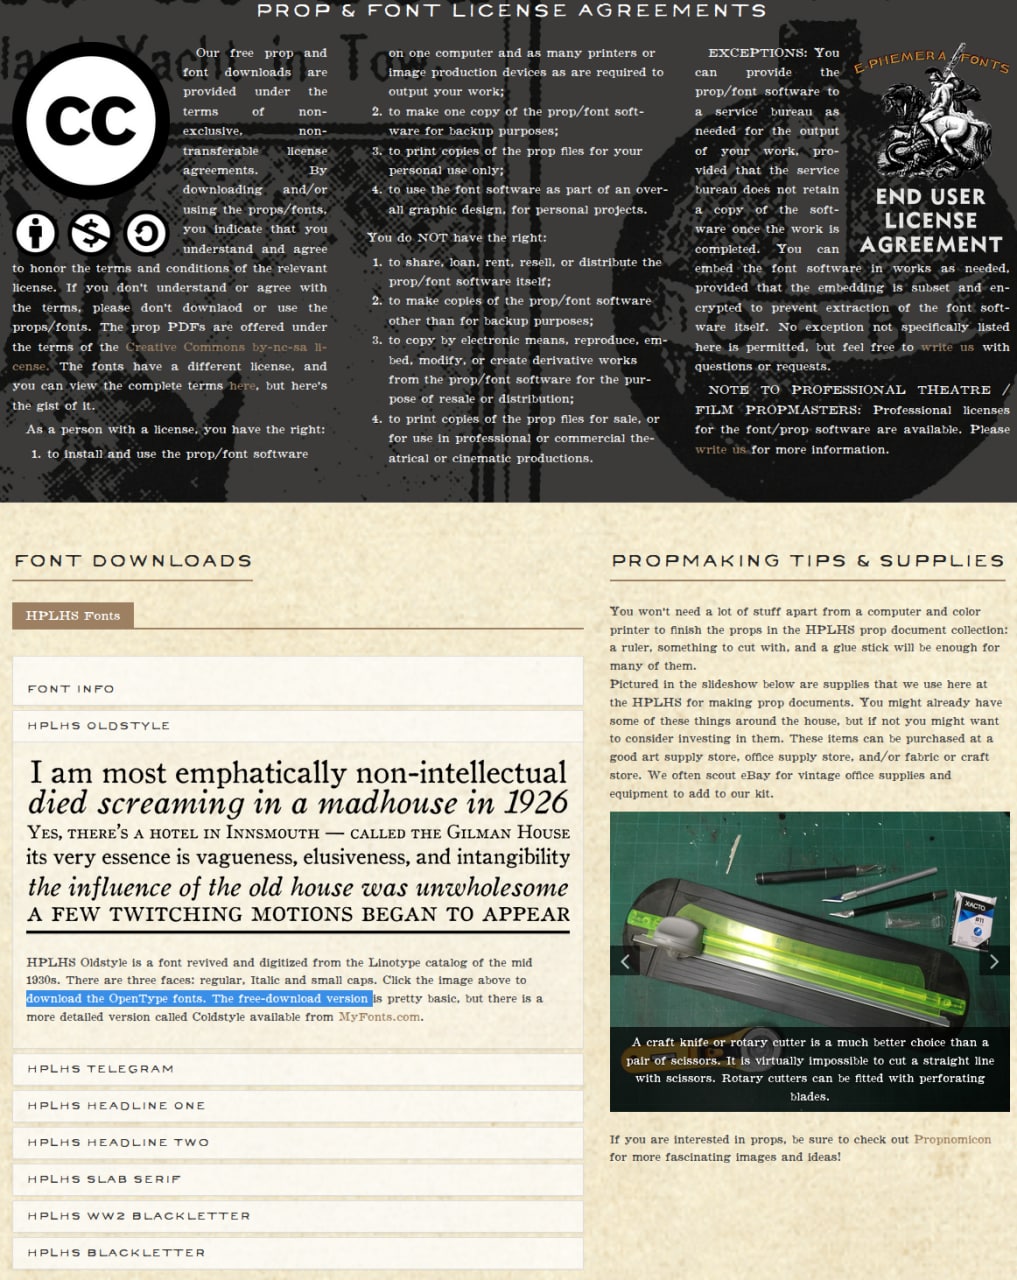 PROP & FONT LICENSE AGREEMENTS
Our free prop and
font downloads are
provided under the
terms of non-
exclusive, non-
transferable license
agreements. By
downloading and/or
using the props/fonts,
you indicate that you
understand and agree
to honor the terms and conditions of the relevant
license. If you don't understand or agree with
the terms, please don't downlaod or use the
props/fonts. The prop PDFs are offered under
the terms of the Creative Commons by-nc-sa li-
cense. The fonts have a different license, and
you can view the complete terms here, but here's
the gist of it.
As a person with a license, you have the right:
1. to install and use the prop/font software
on one computer and as many printers or
image production devices as are required to
output your work;
2. to make one copy of the prop/font soft-
ware for backup purposes;
3. to print copies of the prop files for your
personal use only;
4. to use the font software as part of an over-
all graphic design, for personal projects.
You do NOT have the right:
1. to share, loan, rent, resell, or distribute the
prop/font software itself;
2. to make copies of the prop/font software
other than for backup purposes;
3. to copy by electronic means, reproduce, em-
bed, modify, or create derivative works
from the prop/font software for the pur-
pose of resale or distribution;
4. to print copies of the prop files for sale, or
for use in professional or commercial the-
atrical or cinematic productions.
EXCEPTIONS: You
can provide the
prop/font software to
a service bureau as
needed for the output
of your work, pro-
vided that the service
bureau does not retain
a copy of the soft-
ware once the work is
completed. You can
embed the font software in works as needed,
provided that the embedding is subset and en-
crypted to prevent extraction of the font soft-
ware itself. No exception not specifically listed
here is permitted, but feel free to write us with
questions or requests.
NOTE TO PROFESSIONAL THEATRE /
FILM PROPMASTERS: Professional licenses
for the font/prop software are available. Please
write us for more information.
E-PHEMERA FONTS
END USER
LICENSE
AGREEMENT
cc
Yacht in Tow.
FONT DOWNLOADS
HPLHS Fonts
FONT INFO
HPLHS OLDSTYLE
I am most emphatically non-intellectual
died screaming in a madhouse in 1926
YES, THERE'S A HOTEL IN INNSMOUTH — CALLED THE GILMAN HOUSE
its very essence is vagueness, elusiveness, and intangibility
the influence of the old house was unwholesome
A FEW TWITCHING MOTIONS BEGAN TO APPEAR
HPLHS Oldstyle is a font revived and digitized from the Linotype catalog of the mid
1930s. There are three faces: regular, Italic and small caps. Click the image above to
download the OpenType fonts. The free-download version is pretty basic, but there is a
more detailed version called Coldstyle available from MyFonts.com.
HPLHS TELEGRAM
HPLHS HEADLINE ONE
HPLHS HEADLINE TWO
HPLHS SLAB SERIF
HPLHS WW2 BLACKLETTER
HPLHS BLACKLETTER
PROPMAKING TIPS & SUPPLIES
You won't need a lot of stuff apart from a computer and color
printer to finish the props in the HPLHS prop document collection:
a ruler, something to cut with, and a glue stick will be enough for
many of them.
Pictured in the slideshow below are supplies that we use here at
the HPLHS for making prop documents. You might already have
some of these things around the house, but if not you might want
to consider investing in them. These items can be purchased at a
good art supply store, office supply store, and/or fabric or craft
store. We often scout eBay for vintage office supplies and
equipment to add to our kit.
XACTO
A craft knife or rotary cutter is a much better choice than a
pair of scissors. It is virtually impossible to cut a straight line
with scissors. Rotary cutters can be fitted with perforating
blades.
If you are interested in props, be sure to check out Propnomicon
for more fascinating images and ideas!